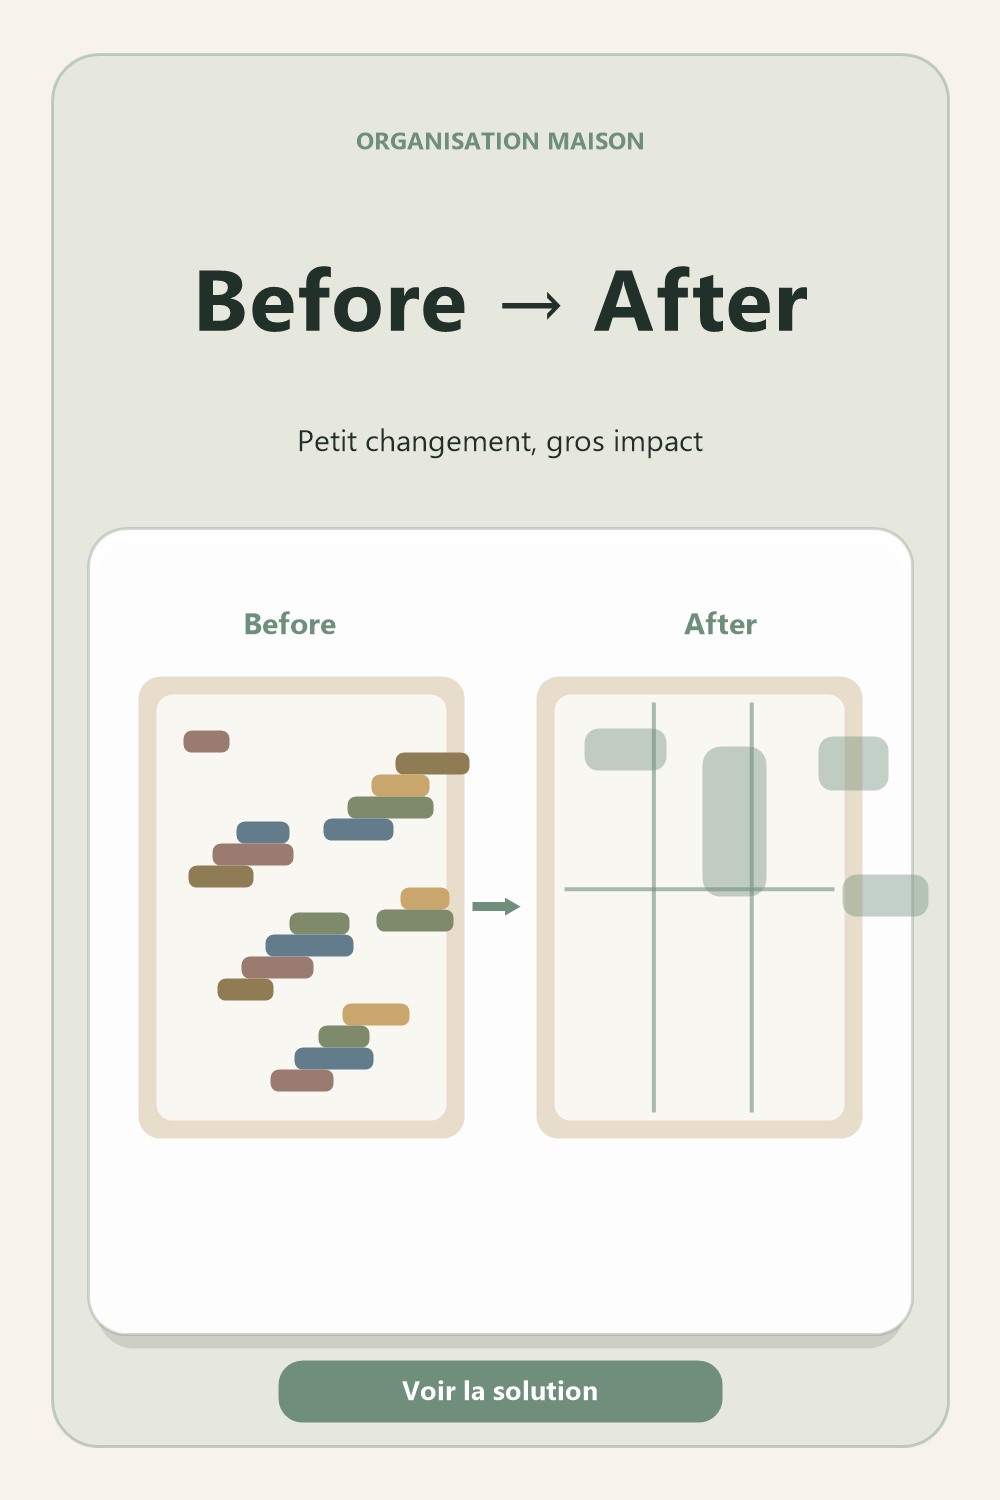 ORGANISATION MAISON
Before → After
Petit changement, gros impact
Before
After
Voir la solution